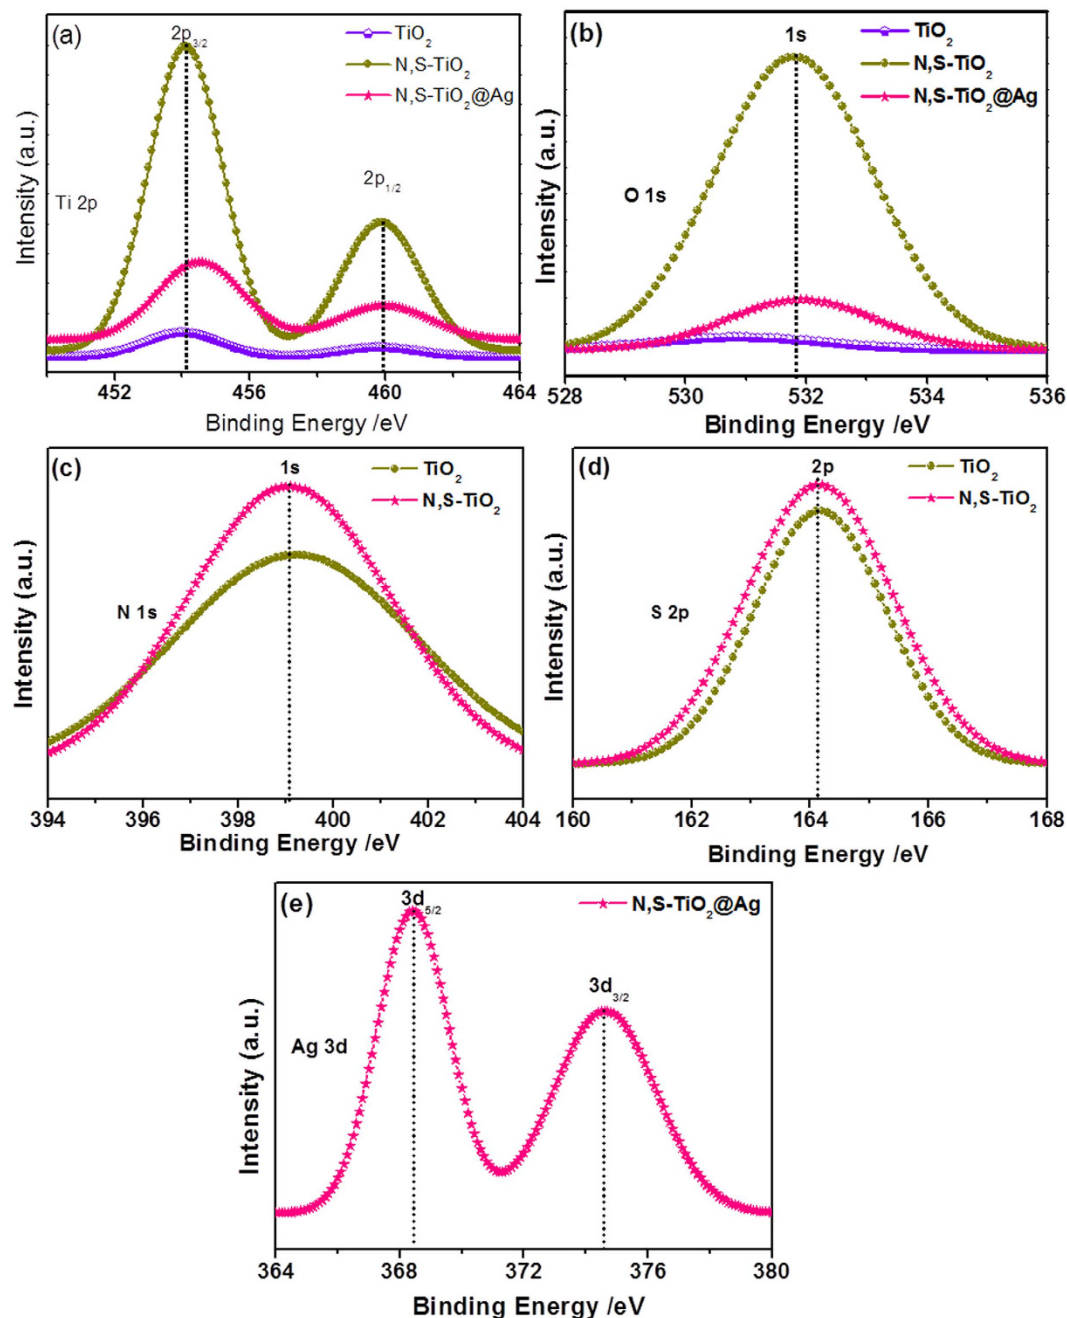 (a)
2p3/2
TiO2
N,S-TiO2
N,S-TiO2@Ag
2p1/2
Ti 2p
Intensity (a.u.)
452 456 460 464
Binding Energy /eV
(b)
1s
TiO2
N,S-TiO2
N,S-TiO2@Ag
O 1s
Intensity (a.u.)
528 530 532 534 536
Binding Energy /eV
(c)
1s
TiO2
N,S-TiO2
N 1s
Intensity (a.u.)
394 396 398 400 402 404
Binding Energy /eV
(d)
2p
TiO2
N,S-TiO2
S 2p
Intensity (a.u.)
160 162 164 166 168
Binding Energy /eV
(e)
3d5/2
N,S-TiO2@Ag
3d3/2
Ag 3d
Intensity (a.u.)
364 368 372 376 380
Binding Energy /eV